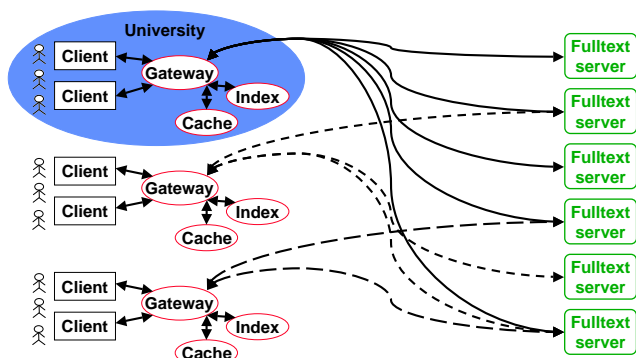 University
Client
Gateway
Client
Index
Cache
Client
Gateway
Client
Index
Cache
Client
Gateway
Client
Index
Cache
Fulltext
server
Fulltext
server
Fulltext
server
Fulltext
server
Fulltext
server
Fulltext
server